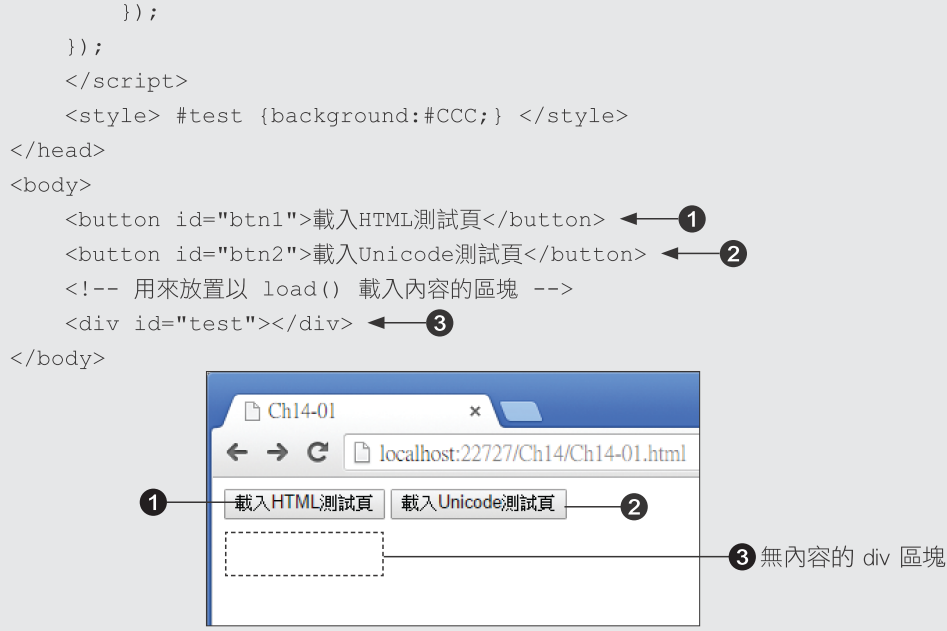 });
    });
    </script>
    <style> #test {background:#CCC;} </style>
</head>
<body>
    <button id="btn1">載入HTML測試頁</button> 1
    <button id="btn2">載入Unicode測試頁</button> 2
    <!-- 用來放置以 load() 載入內容的區塊 -->
    <div id="test"></div> 3
</body>
Ch14-01 ×
localhost:22727/Ch14/Ch14-01.html
1 載入HTML測試頁 載入Unicode測試頁 2
3 無內容的 div 區塊